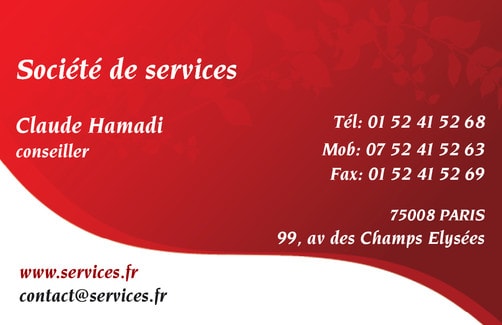 Société de services
Claude Hamadi
conseiller
Tél: 01 52 41 52 68
Mob: 07 52 41 52 63
Fax: 01 52 41 52 69
75008 PARIS
99, av des Champs Elysées
www.services.fr
contact@services.fr